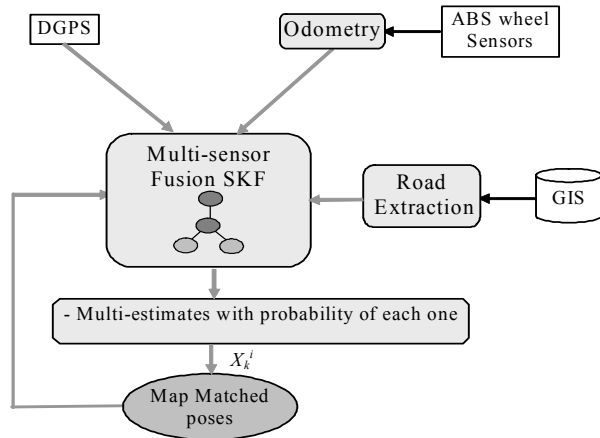 DGPS
Odometry
ABS wheel
Sensors
Multi-sensor
Fusion SKF
Road
Extraction
GIS
- Multi-estimates with probability of each one
X_k^i
Map Matched
poses